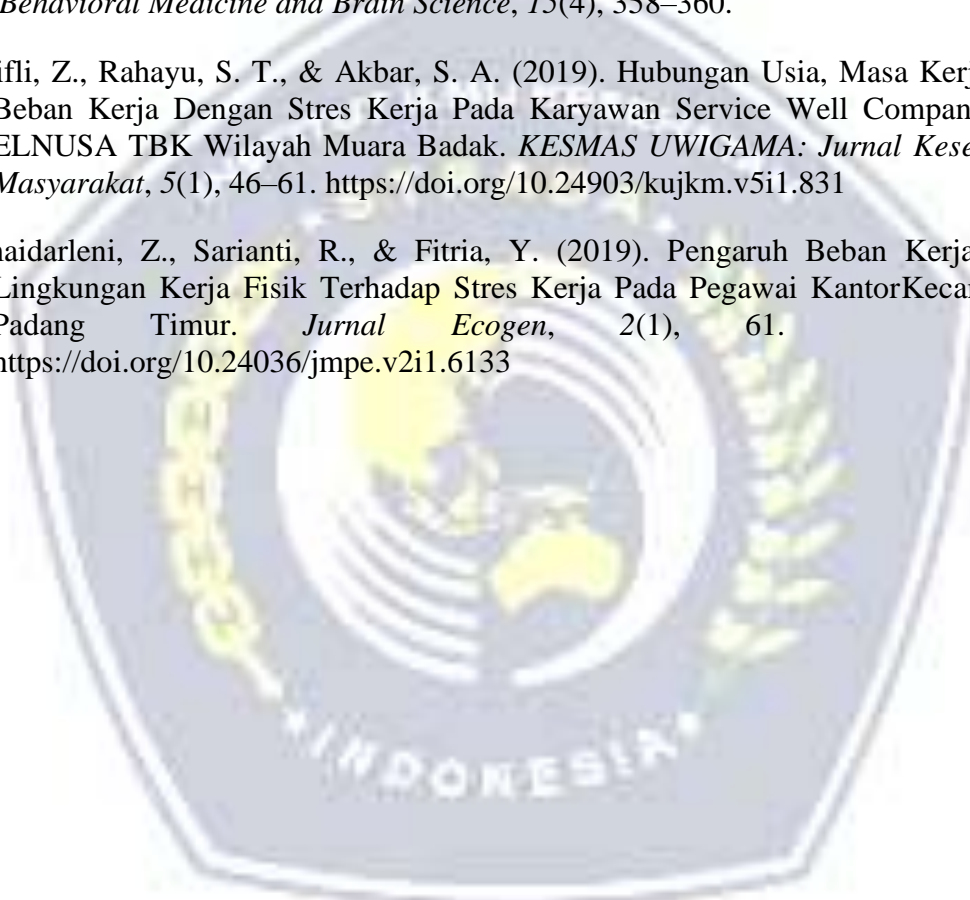 Behavioral Medicine and Brain Science, 15(4), 358–360.
ifli, Z., Rahayu, S. T., & Akbar, S. A. (2019). Hubungan Usia, Masa Kerj
Beban Kerja Dengan Stres Kerja Pada Karyawan Service Well Compan
ELNUSA TBK Wilayah Muara Badak. KESMAS UWIGAMA: Jurnal Kese
Masyarakat, 5(1), 46–61. https://doi.org/10.24903/kujkm.v5i1.831
naidarleni, Z., Sarianti, R., & Fitria, Y. (2019). Pengaruh Beban Kerja
Lingkungan Kerja Fisik Terhadap Stres Kerja Pada Pegawai KantorKecan
Padang Timur. Jurnal Ecogen, 2(1), 61.
https://doi.org/10.24036/jmpe.v2i1.6133
INDONESIA